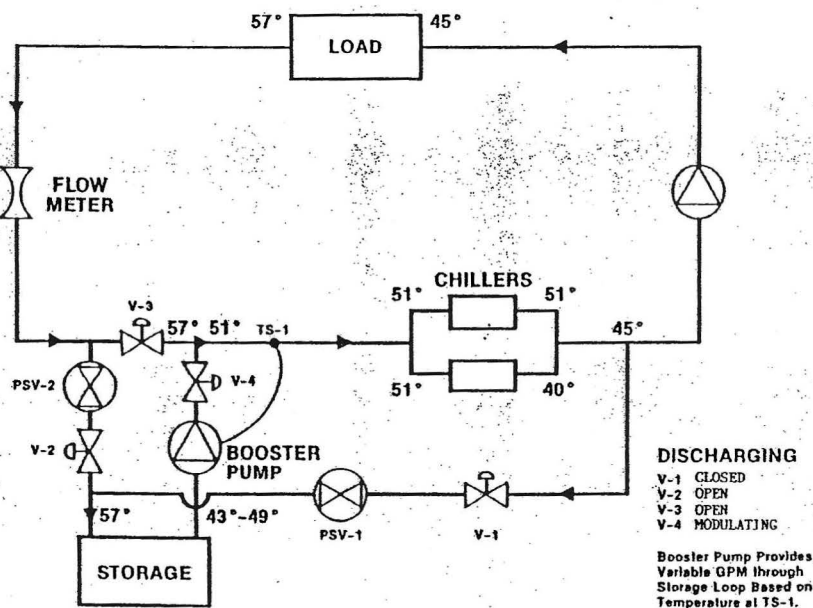 57° 45°
LOAD
FLOW
METER
CHILLERS
V-3
57° 51° TS-1
51° 51°
45°
PSV-2
V-4
51° 40°
V-2
BOOSTER
PUMP
57° 43°-49°
PSV-1
V-1
STORAGE
DISCHARGING
V-1 CLOSED
V-2 OPEN
V-3 OPEN
V-4 MODULATING
Booster Pump Provides
Variable GPM through
Storage Loop Based on
Temperature at TS-1.